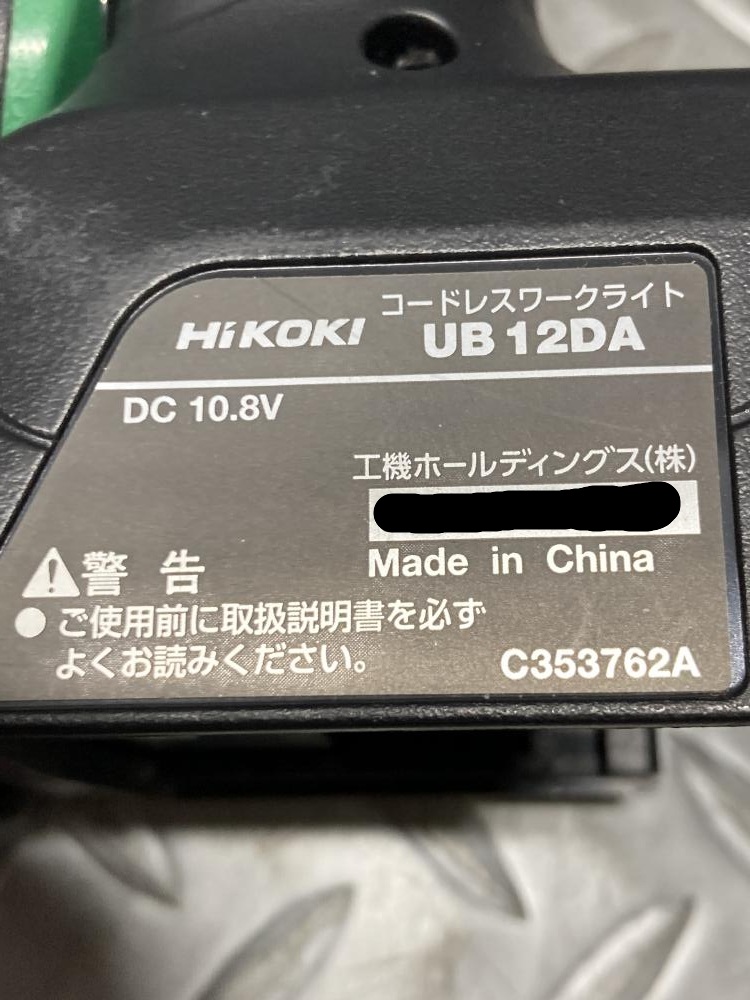 コードレスワークライト
HiKOKI UB 12DA
DC 10.8V
工機ホールディングス(株)
Made in China
警 告
● ご使用前に取扱説明書を必ず
よくお読みください。
C353762A